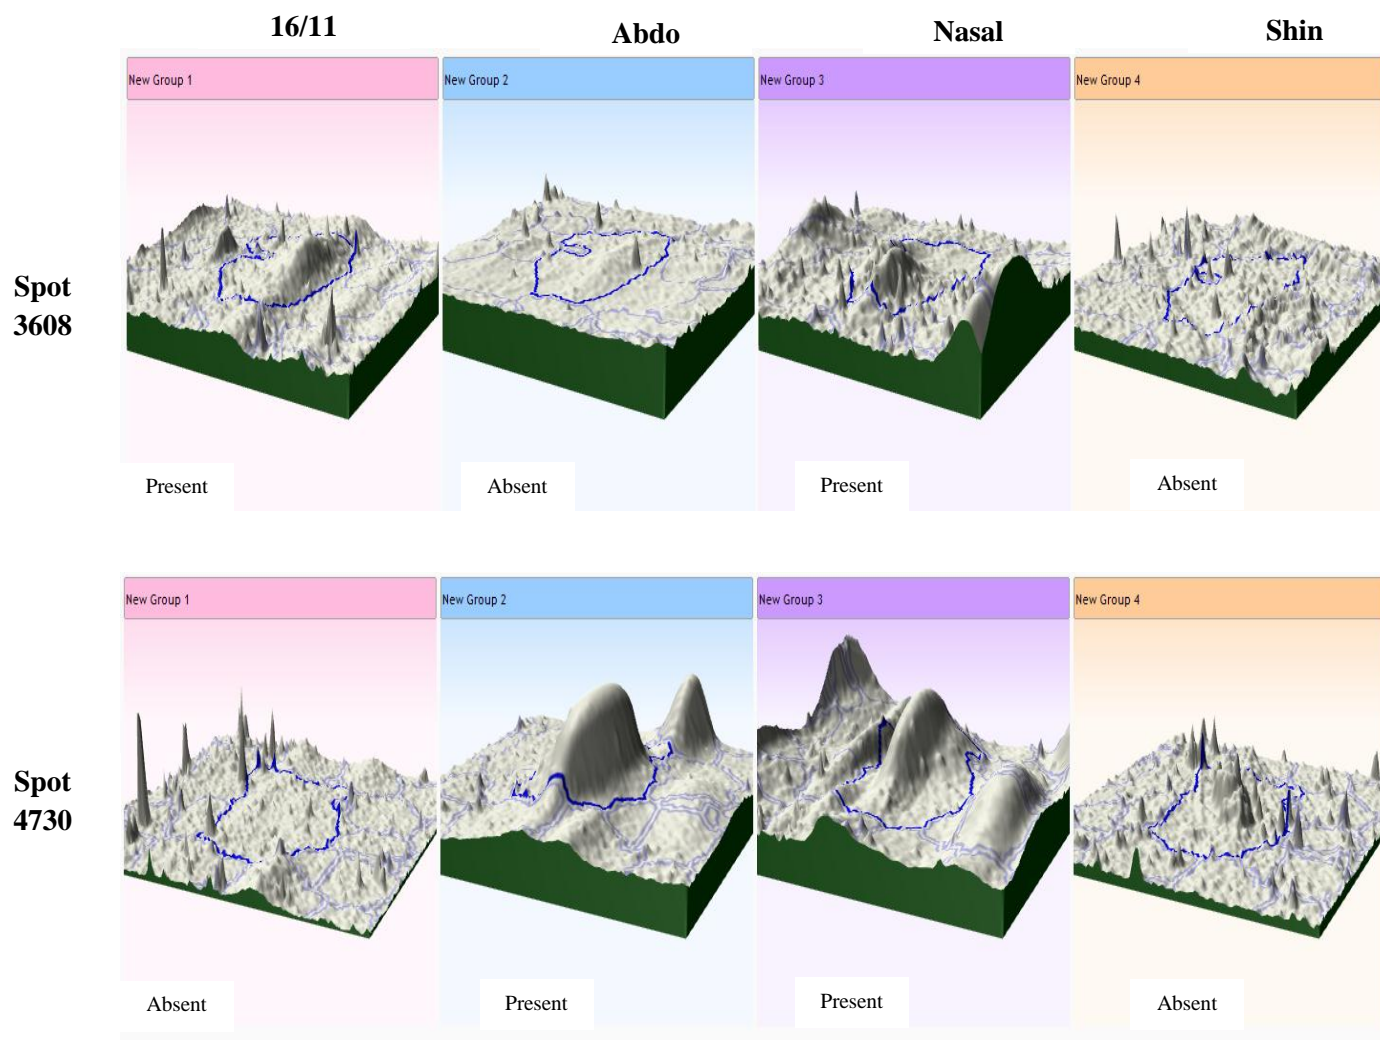 16/11 Abdo Nasal Shin
New Group 1 New Group 2 New Group 3 New Group 4
Spot
3608
Present Absent Present Absent
New Group 1 New Group 2 New Group 3 New Group 4
Spot
4730
Absent Present Present Absent